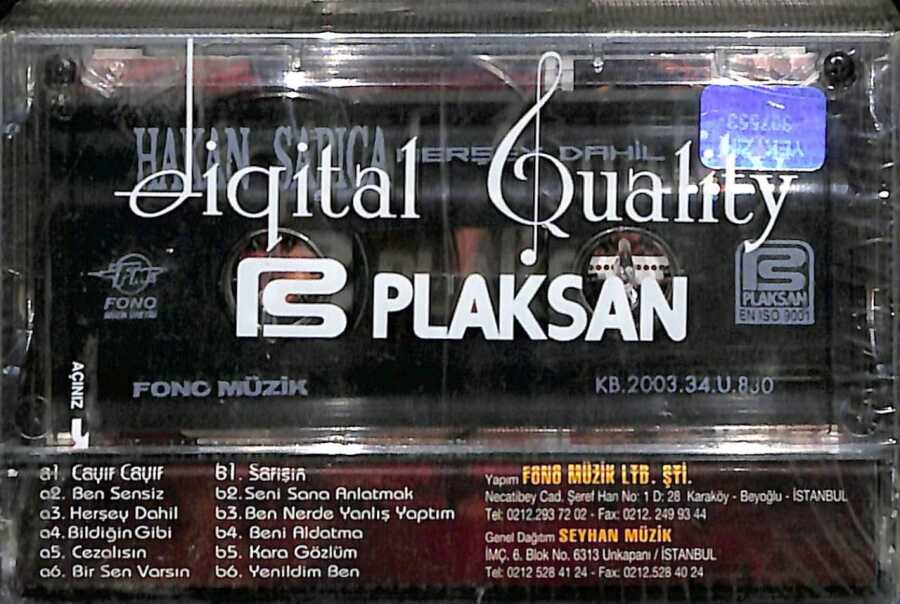 HAKAN SARICA HERŞEY DAHİL
307553
Digital Quality
FONO
PLAKSAN
PLAKSAN
EN ISO 9001
FONO MÜZİK
KB.2003.34.U.830
AÇINIZ
a1. Cayır Cayır
a2. Ben Sensiz
a3. Herşey Dahil
a4. Bildiğin Gibi
a5. Cezalısın
a6. Bir Sen Varsın
b1. Sarışın
b2. Seni Sana Anlatmak
b3. Ben Nerde Yanlış Yaptım
b4. Beni Aldatma
b5. Kara Gözlüm
b6. Yenildim Ben
Yapım FONO MÜZİK LTD. ŞTİ.
Necatibey Cad. Şeref Han No: 1 D: 28 Karaköy - Beyoğlu - İSTANBUL
Tel: 0212.293 72 02 - Fax: 0212. 249 93 44
Genel Dağıtım SEYHAN MÜZİK
İMÇ. 6. Blok No. 6313 Unkapanı / İSTANBUL
Tel: 0212 528 41 24 - Fax: 0212.528 40 24